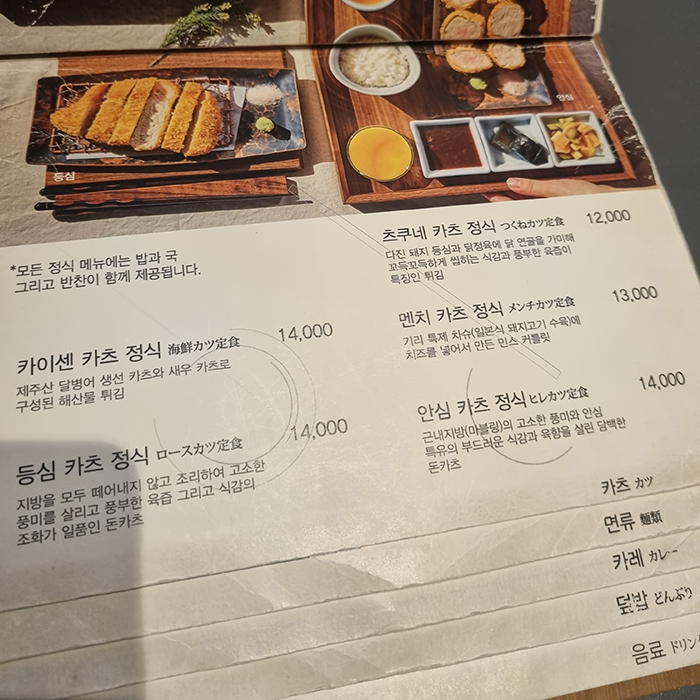 등심
안심
*모든 정식 메뉴에는 밥과 국
그리고 반찬이 함께 제공됩니다.
카이센 카츠 정식 海鮮カツ定食 14,000
제주산 달병어 생선 카츠와 새우 카츠로
구성된 해산물 튀김
등심 카츠 정식 ロースカツ定食 14,000
지방을 모두 떼어내지 않고 조리하여 고소한
풍미를 살리고 풍부한 육즙 그리고 식감의
조화가 일품인 돈카츠
츠쿠네 카츠 정식 つくねカツ定食 12,000
다진 돼지 등심과 닭정육에 닭 연골을 가미해
꼬득꼬득하게 씹히는 식감과 풍부한 육즙이
특징인 튀김
멘치 카츠 정식 メンチカツ定食 13,000
기리 특제 차슈(일본식 돼지고기 수육)에
치즈를 넣어서 만든 민스 커틀릿
안심 카츠 정식 ヒレカツ定食 14,000
근내지방(마블링)의 고소한 풍미와 안심
특유의 부드러운 식감과 육향을 살린 담백한
돈카츠
카츠 カツ
면류 麺類
카레 カレー
덮밥 どんぶり
음료 ドリン